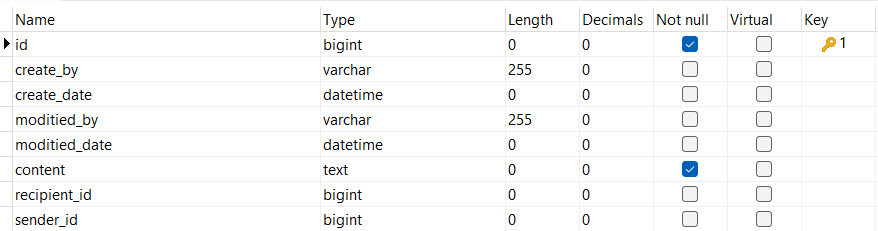 Name Type Length Decimals Not null Virtual Key
id bigint 0 0 1
create_by varchar 255 0
create_date datetime 0 0
moditied_by varchar 255 0
moditied_date datetime 0 0
content text 0 0
recipient_id bigint 0 0
sender_id bigint 0 0